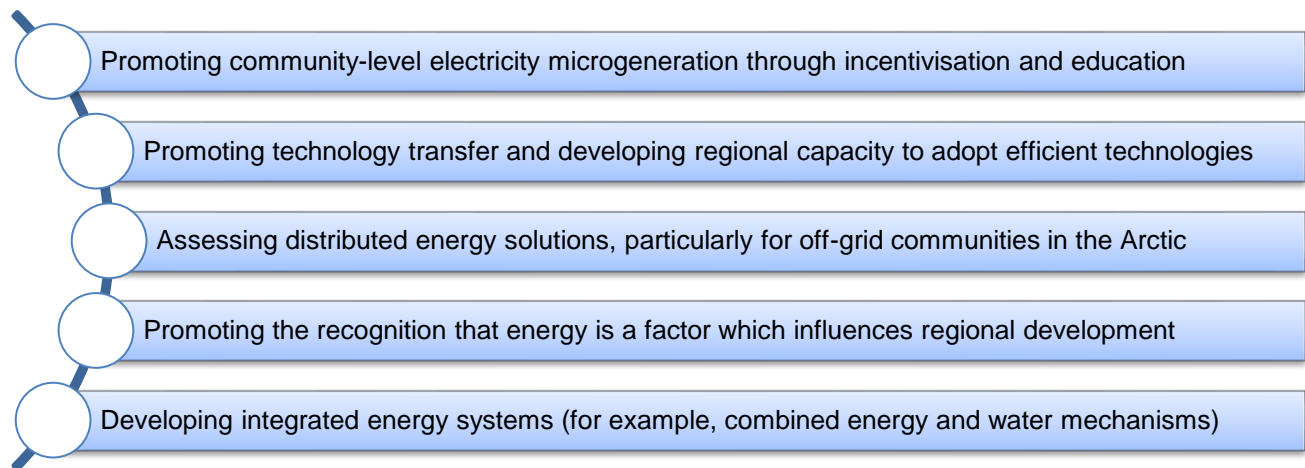 Promoting community-level electricity microgeneration through incentivisation and education
Promoting technology transfer and developing regional capacity to adopt efficient technologies
Assessing distributed energy solutions, particularly for off-grid communities in the Arctic
Promoting the recognition that energy is a factor which influences regional development
Developing integrated energy systems (for example, combined energy and water mechanisms)